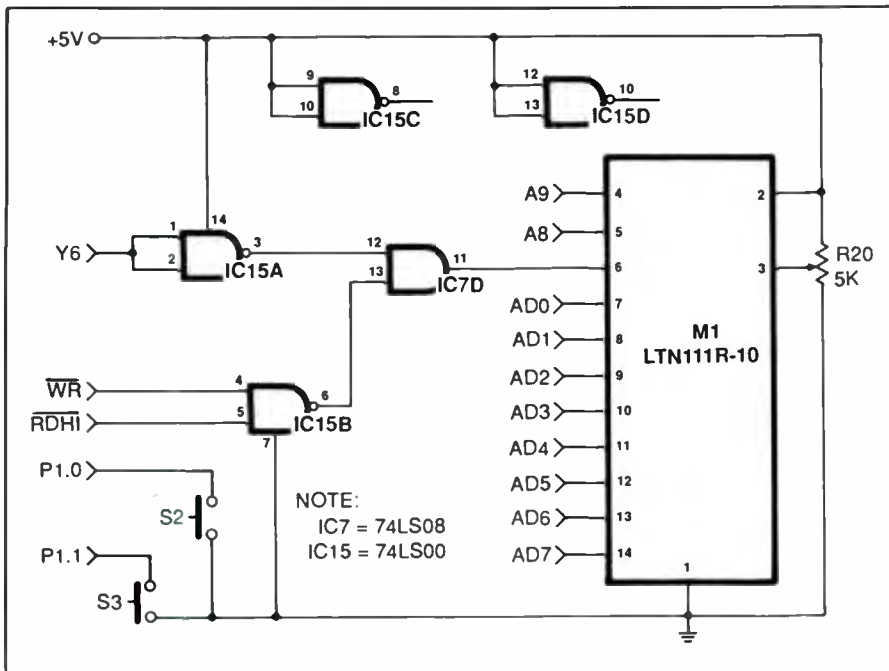 +5V
9
10
8
IC15C
12
13
10
IC15D
1
2
14
3
Y6
IC15A
12
13
11
IC7D
WR
RDHI
4
5
6
7
IC15B
P1.0
S2
P1.1
S3
NOTE:
IC7 = 74LS08
IC15 = 74LS00
A9
4
A8
5
6
AD0
7
AD1
8
AD2
9
AD3
10
AD4
11
AD5
12
AD6
13
AD7
14
M1
LTN111R-10
2
3
1
R20
5K